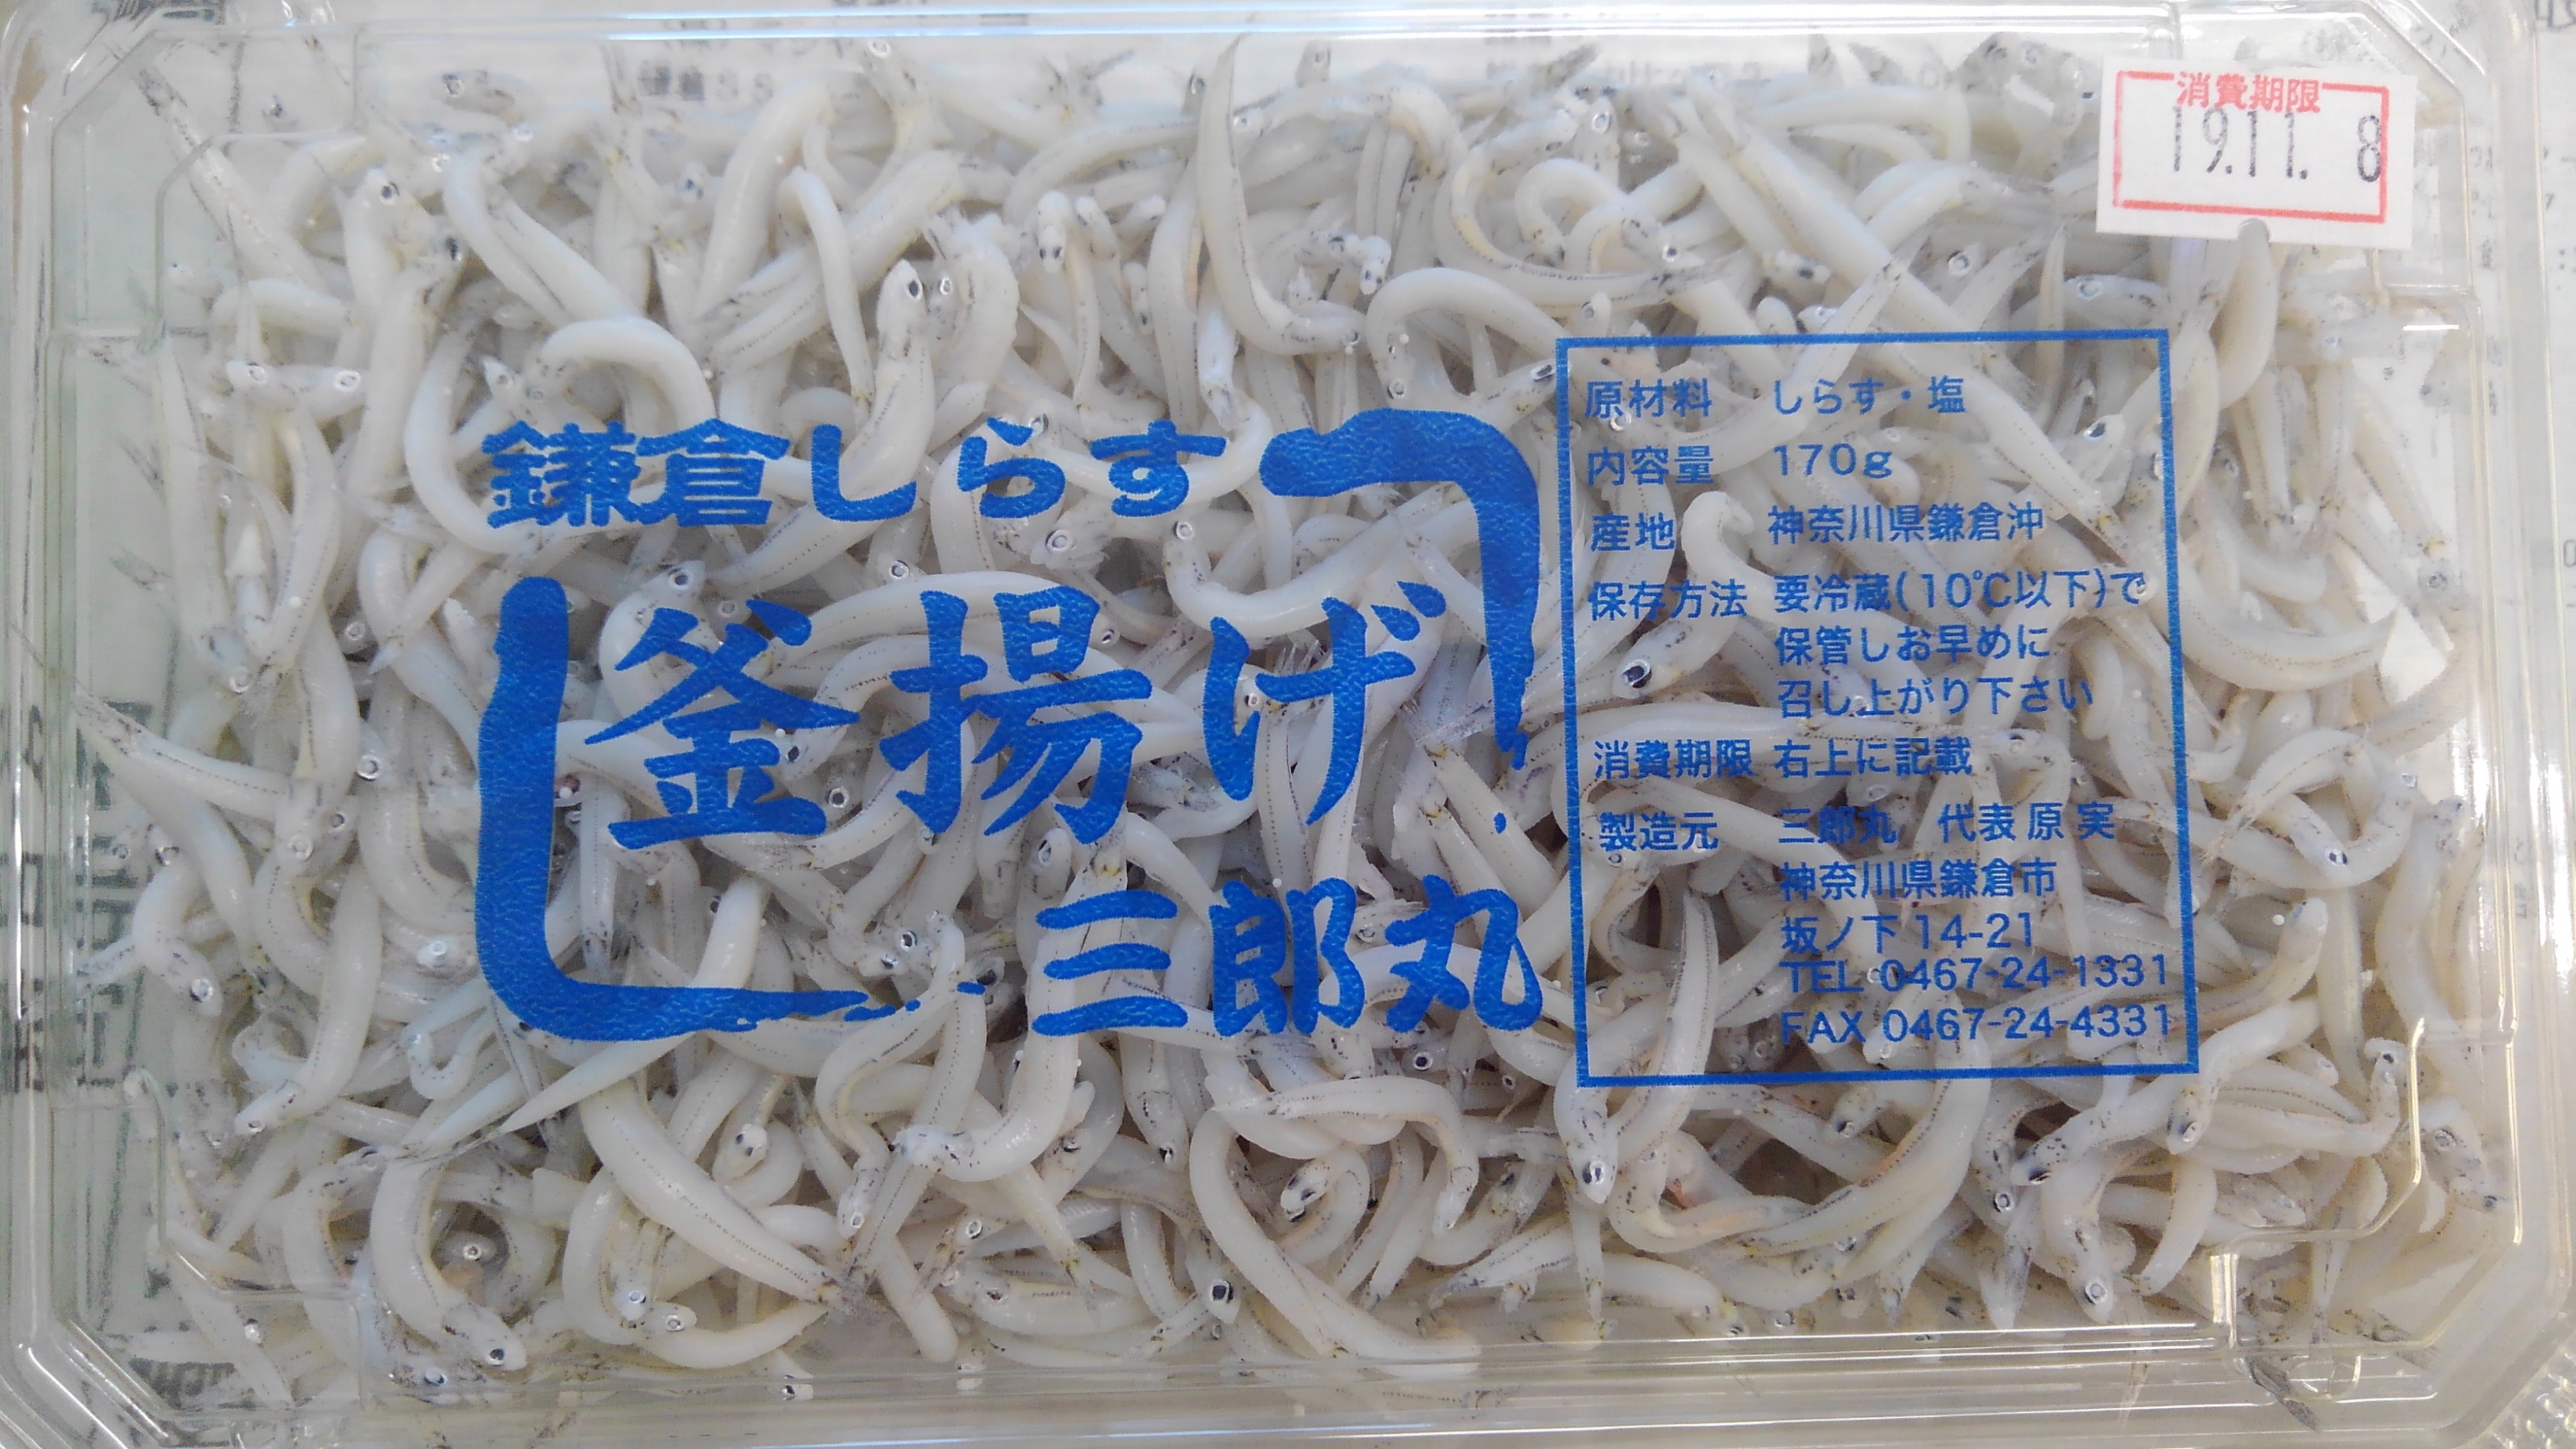 消費期限
19.11. 8
鎌倉しらす
釜揚げ
三郎丸
原材料 しらす・塩
内容量 170g
産地 神奈川県鎌倉沖
保存方法 要冷蔵(10℃以下)で
保管しお早めに
召し上がり下さい
消費期限 右上に記載
製造元 三郎丸 代表 原 実
神奈川県鎌倉市
坂ノ下14-21
TEL 0467-24-1331
FAX 0467-24-4331